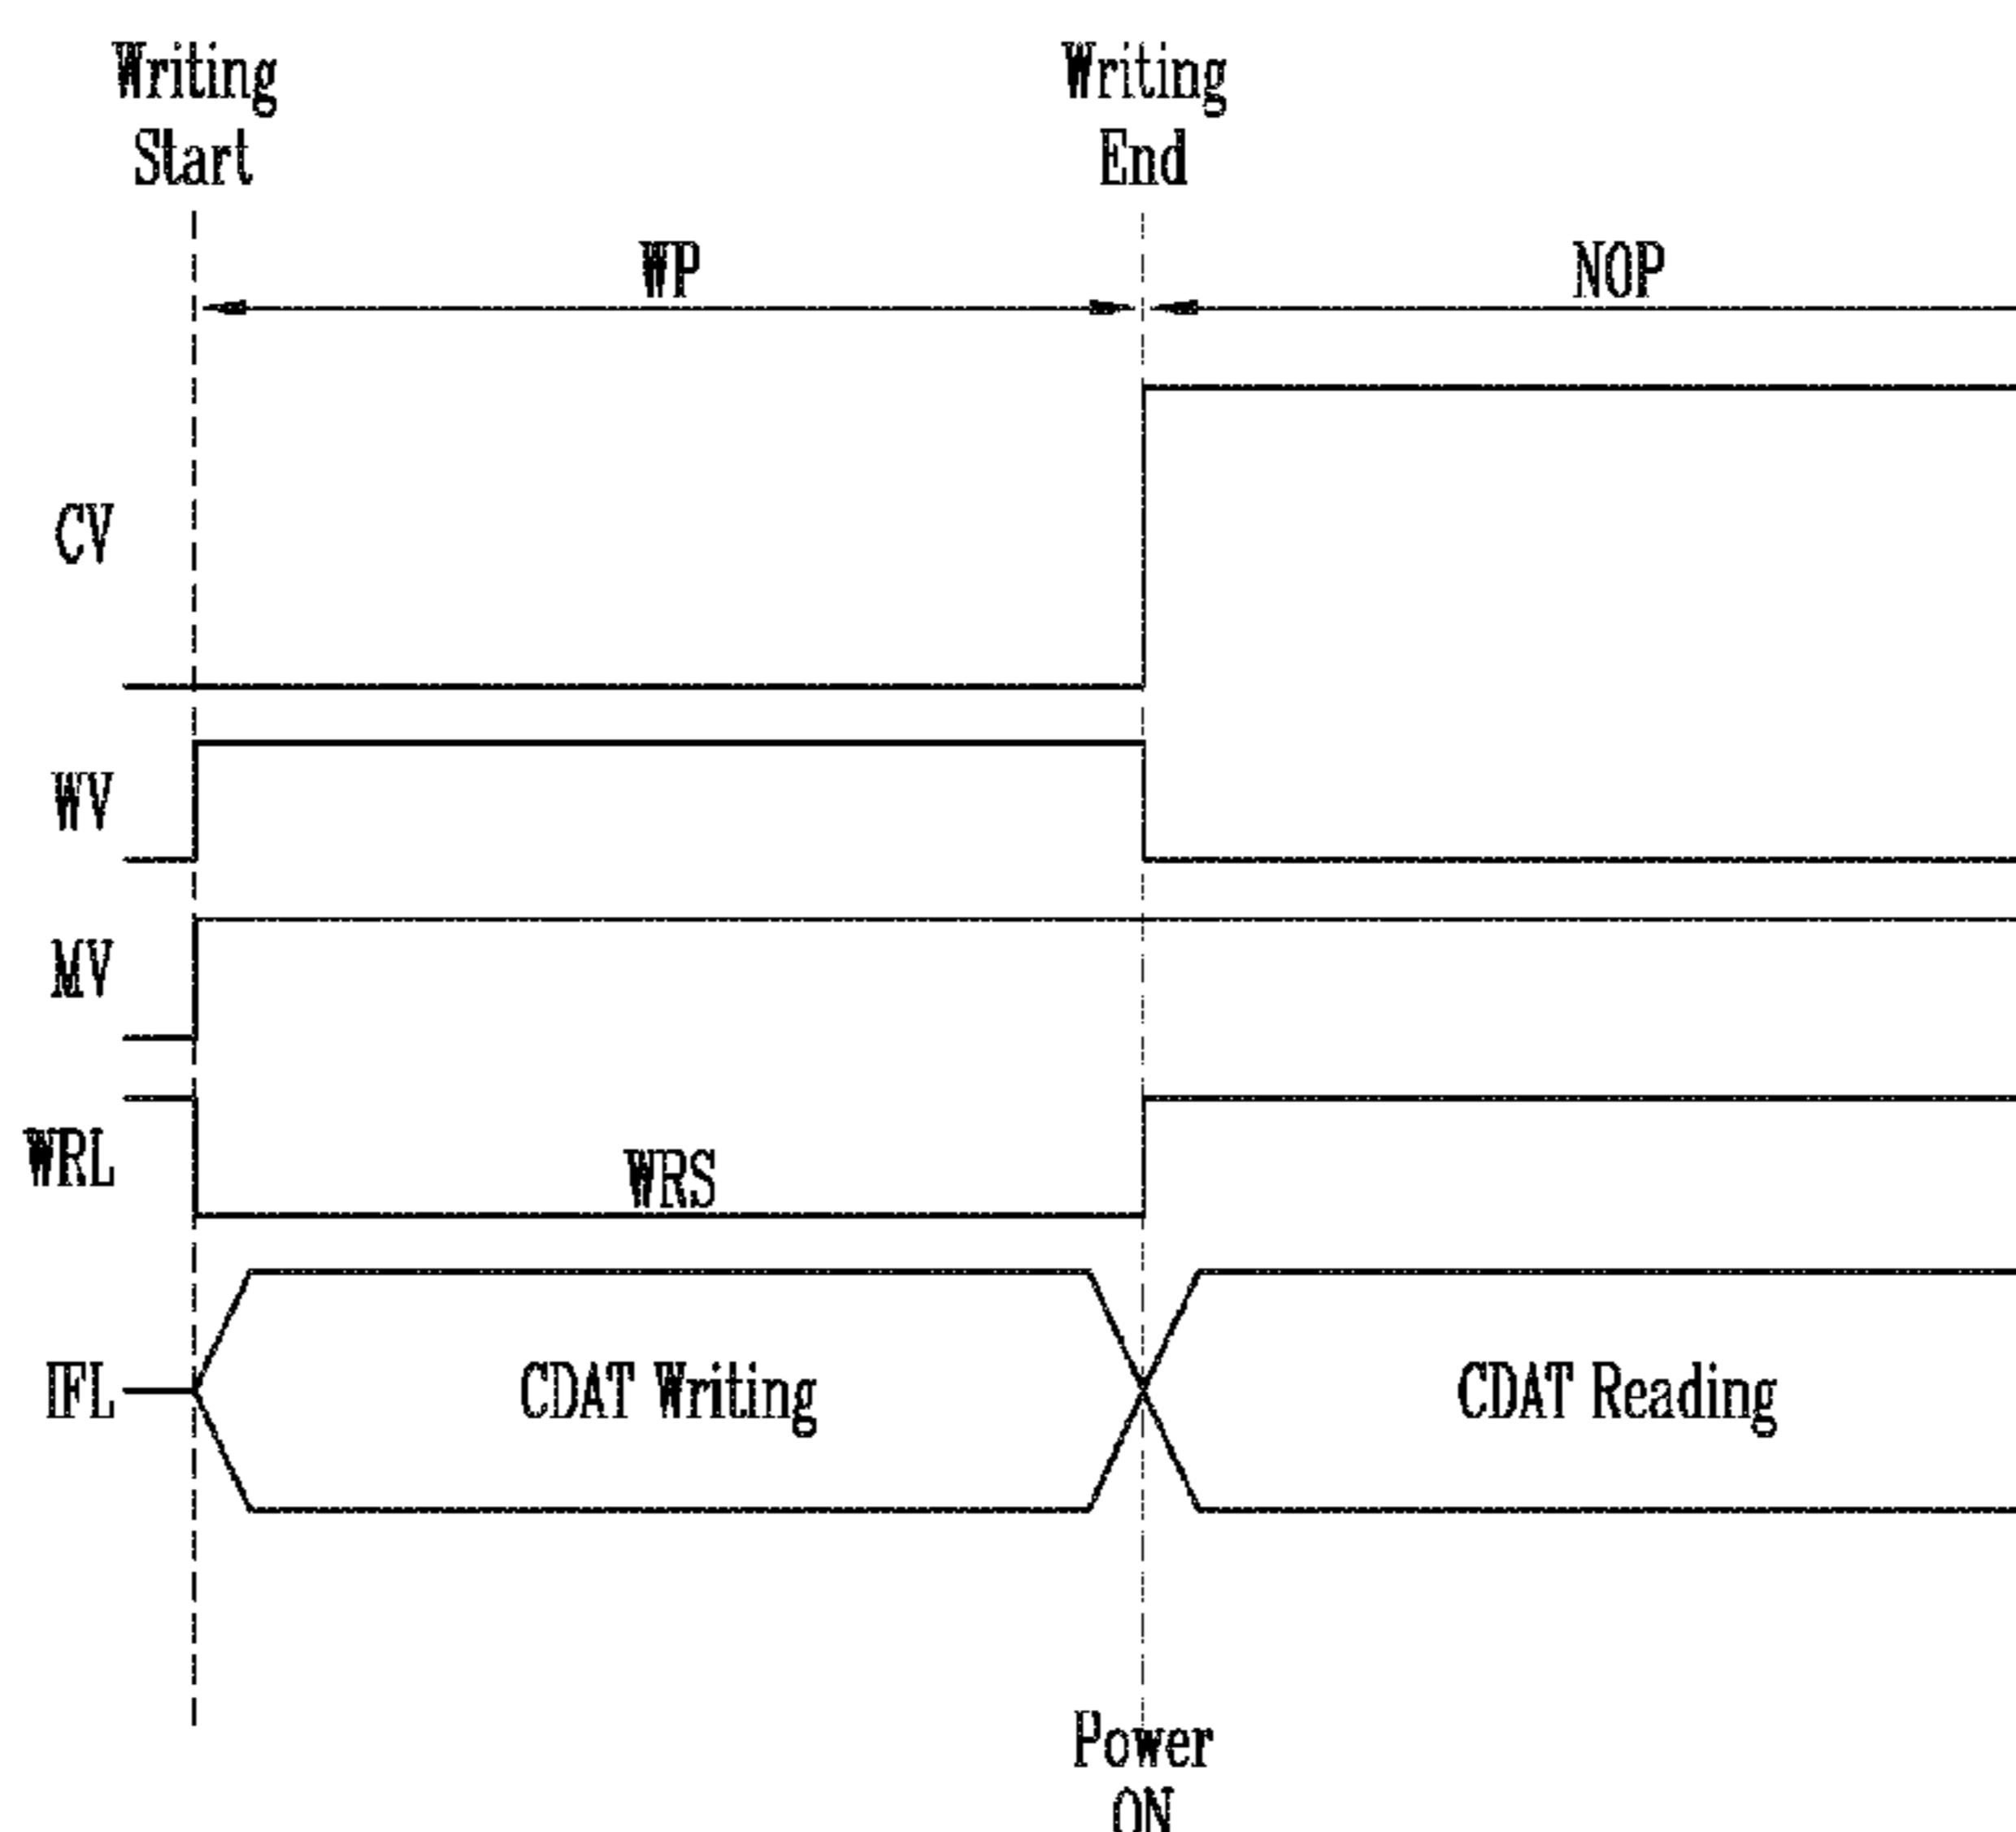 Writing
Start
Writing
End
WP
NOP
CV
WV
MV
WRL
WRS
IFL
CDAT Writing
CDAT Reading
Power
ON